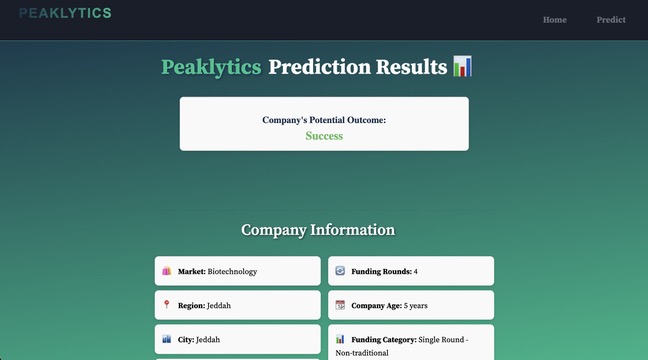 PEAKLYTICS
Home
Predict
Peaklytics Prediction Results
Company's Potential Outcome:
Success
Company Information
Market: Biotechnology
Funding Rounds: 4
Region: Jeddah
Company Age: 5 years
City: Jeddah
Funding Category: Single Round -
Non-traditional